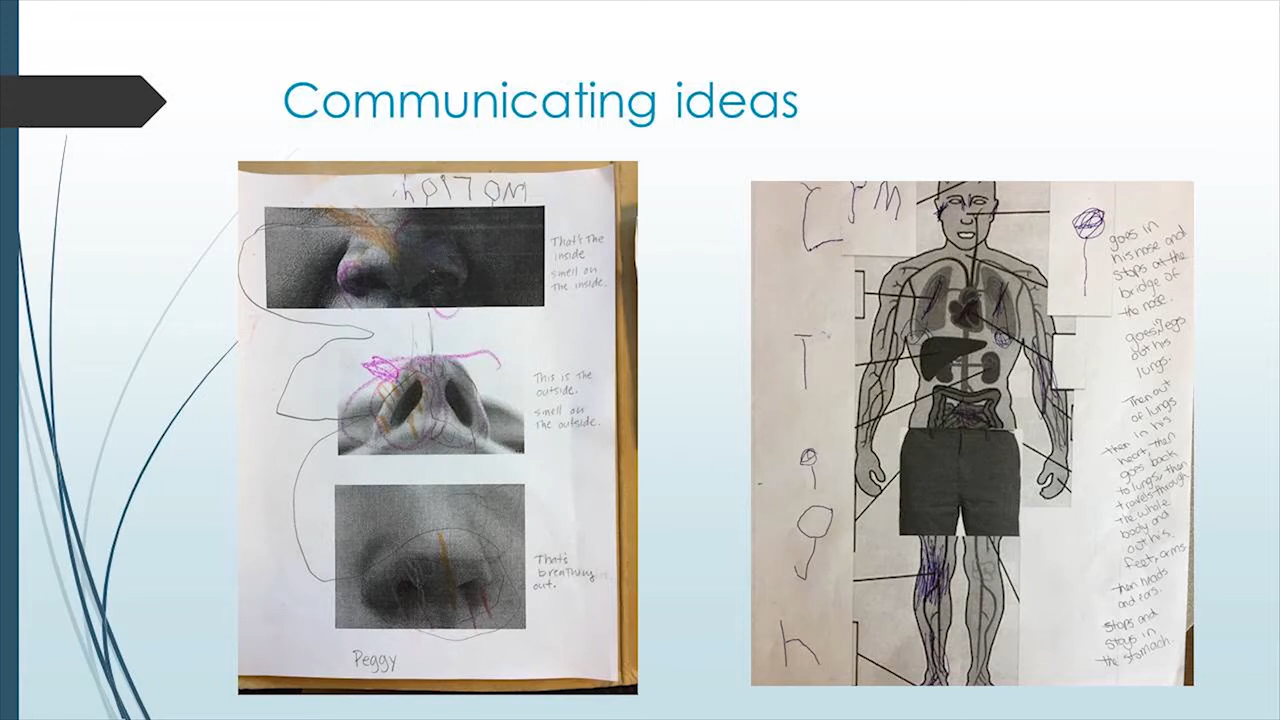 Communicating ideas
That's the
inside
smell on
the inside.
This is the
outside.
smell on
the outside.
That's
breathing
out.
Peggy
goes in
his nose and
stops at the
bridge of
the nose.
goes, legs
out his
lungs.
Then out
of lungs
then in his
heart, then
goes back
to lungs, then
travels through
the whole
body and
out his
feet, arms.
then heads
and ears.
stops and
stays in
the stomach.